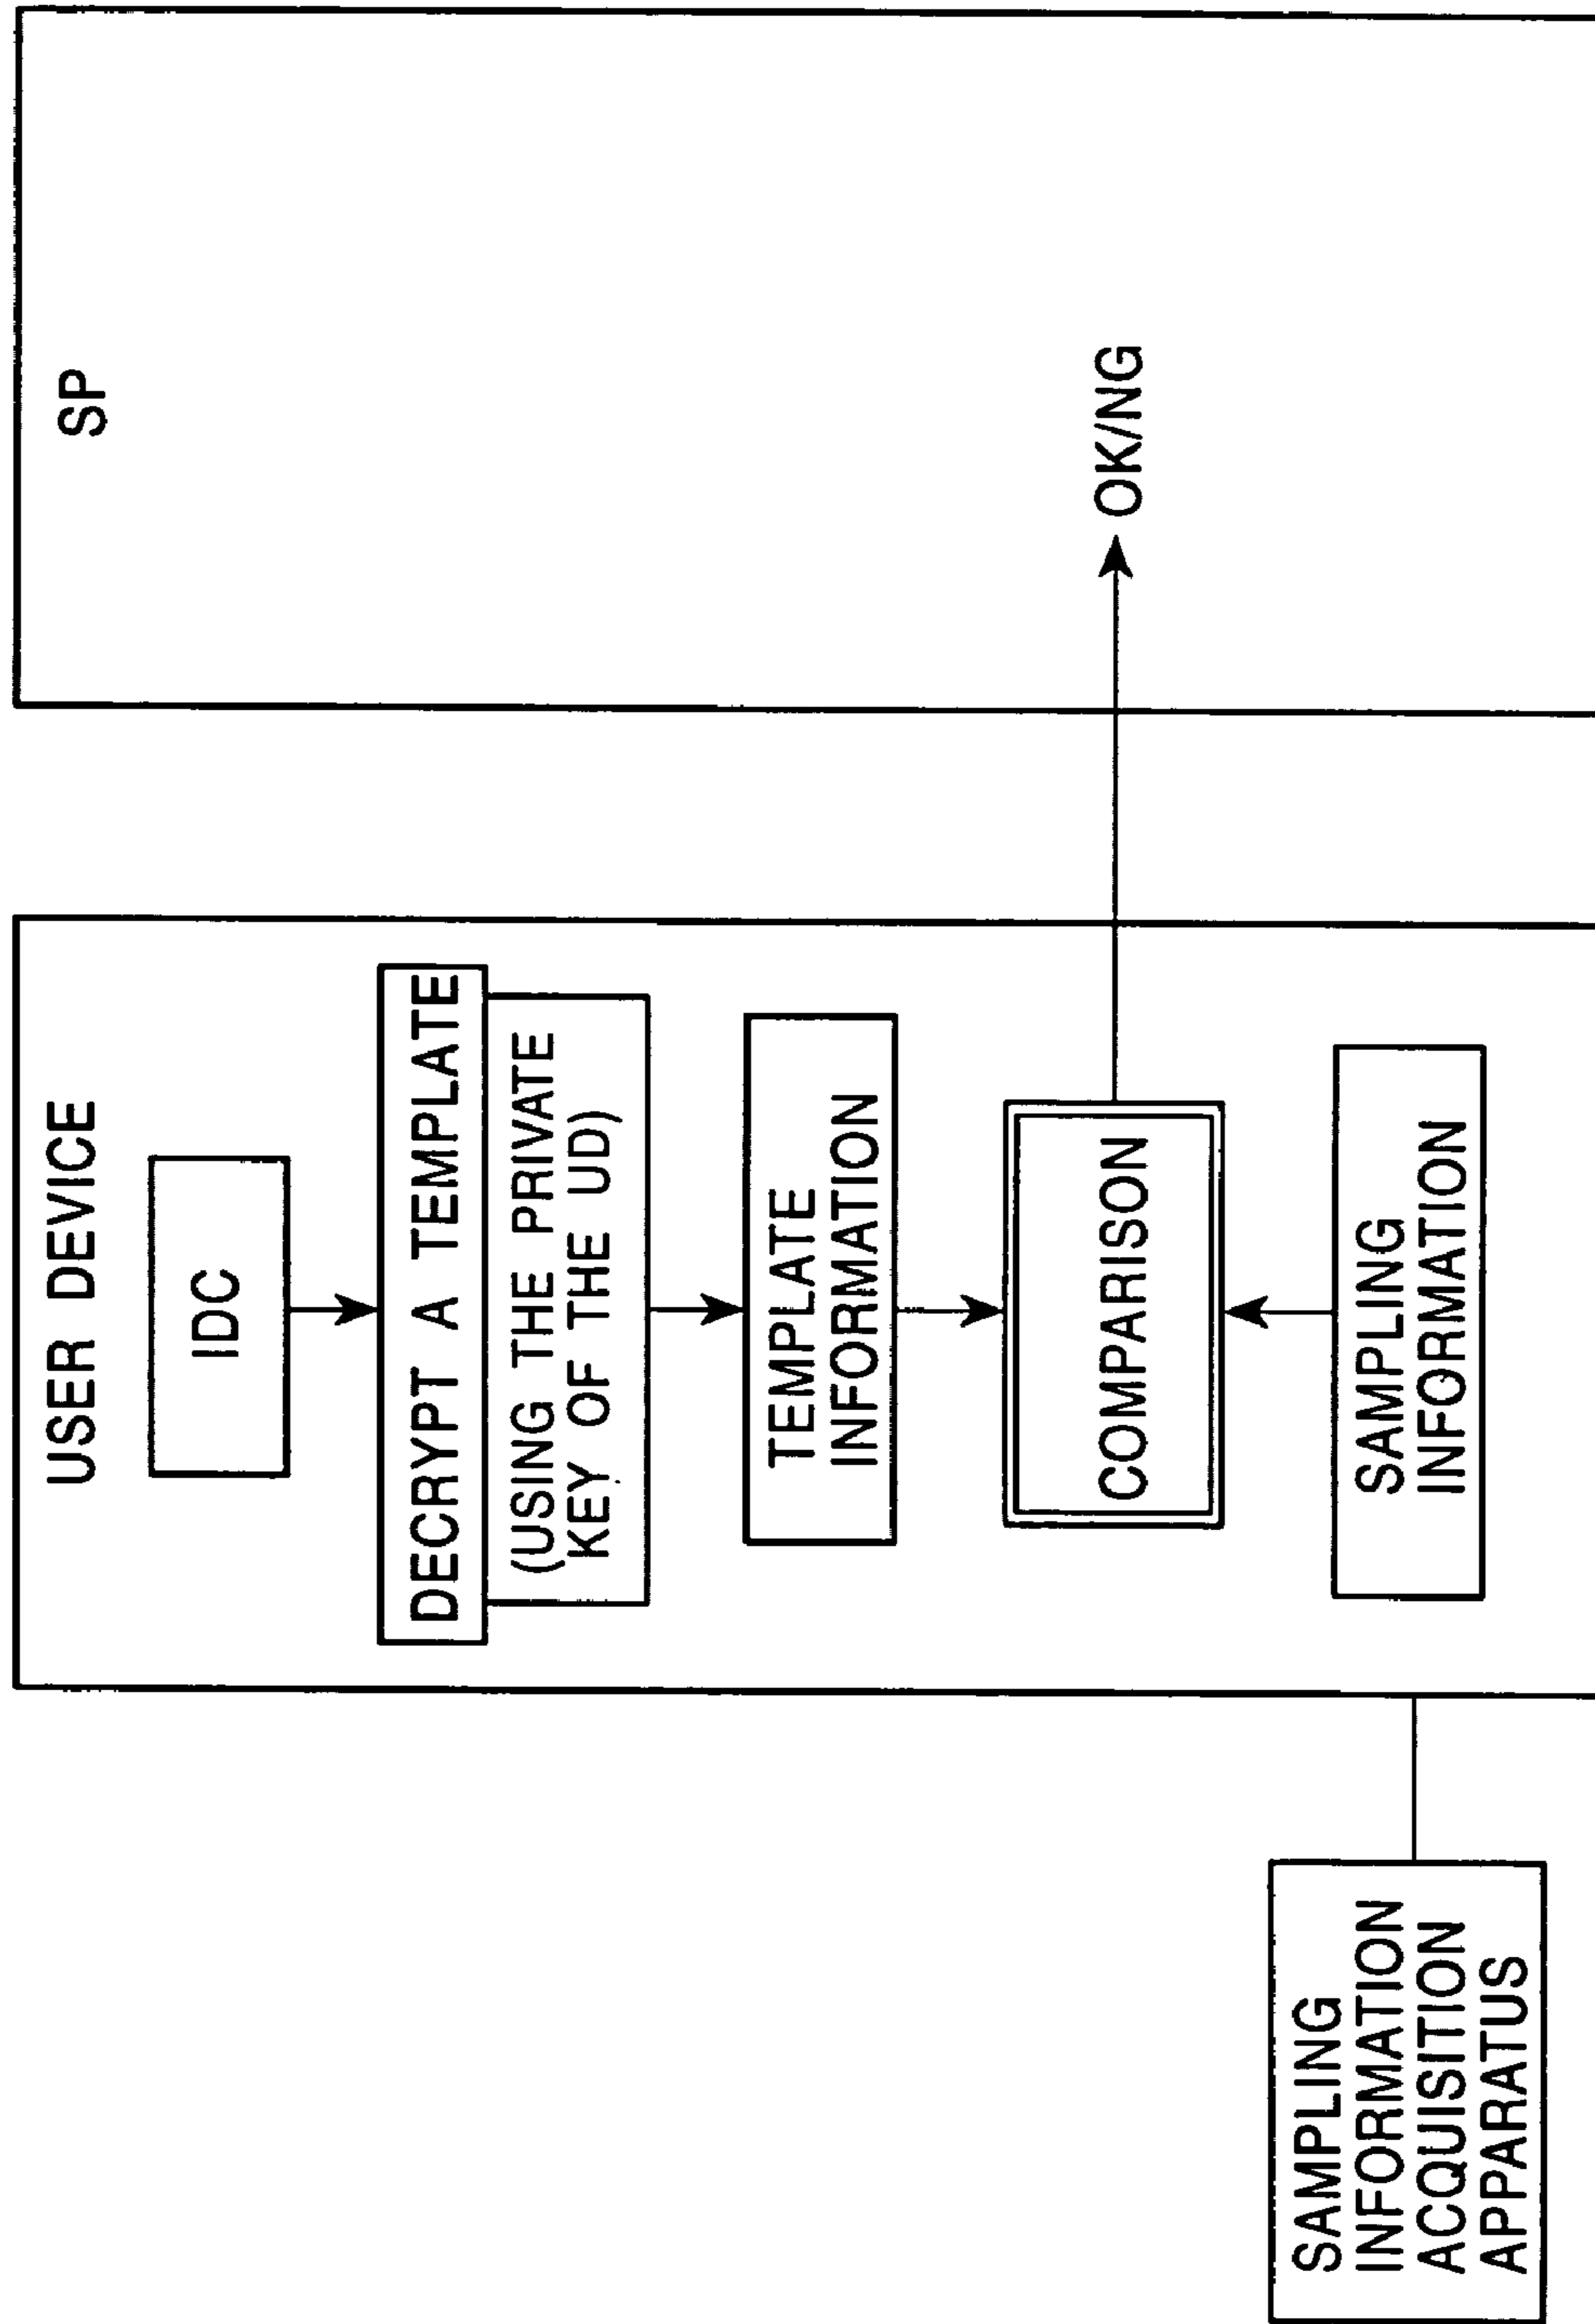 USER DEVICE
IDC
DECRYPT A TEMPLATE
(USING THE PRIVATE
KEY OF THE UD)
TEMPLATE
INFORMATION
COMPARISON
SAMPLING
INFORMATION
SAMPLING
INFORMATION
ACQUISITION
APPARATUS
SP
OK/NG